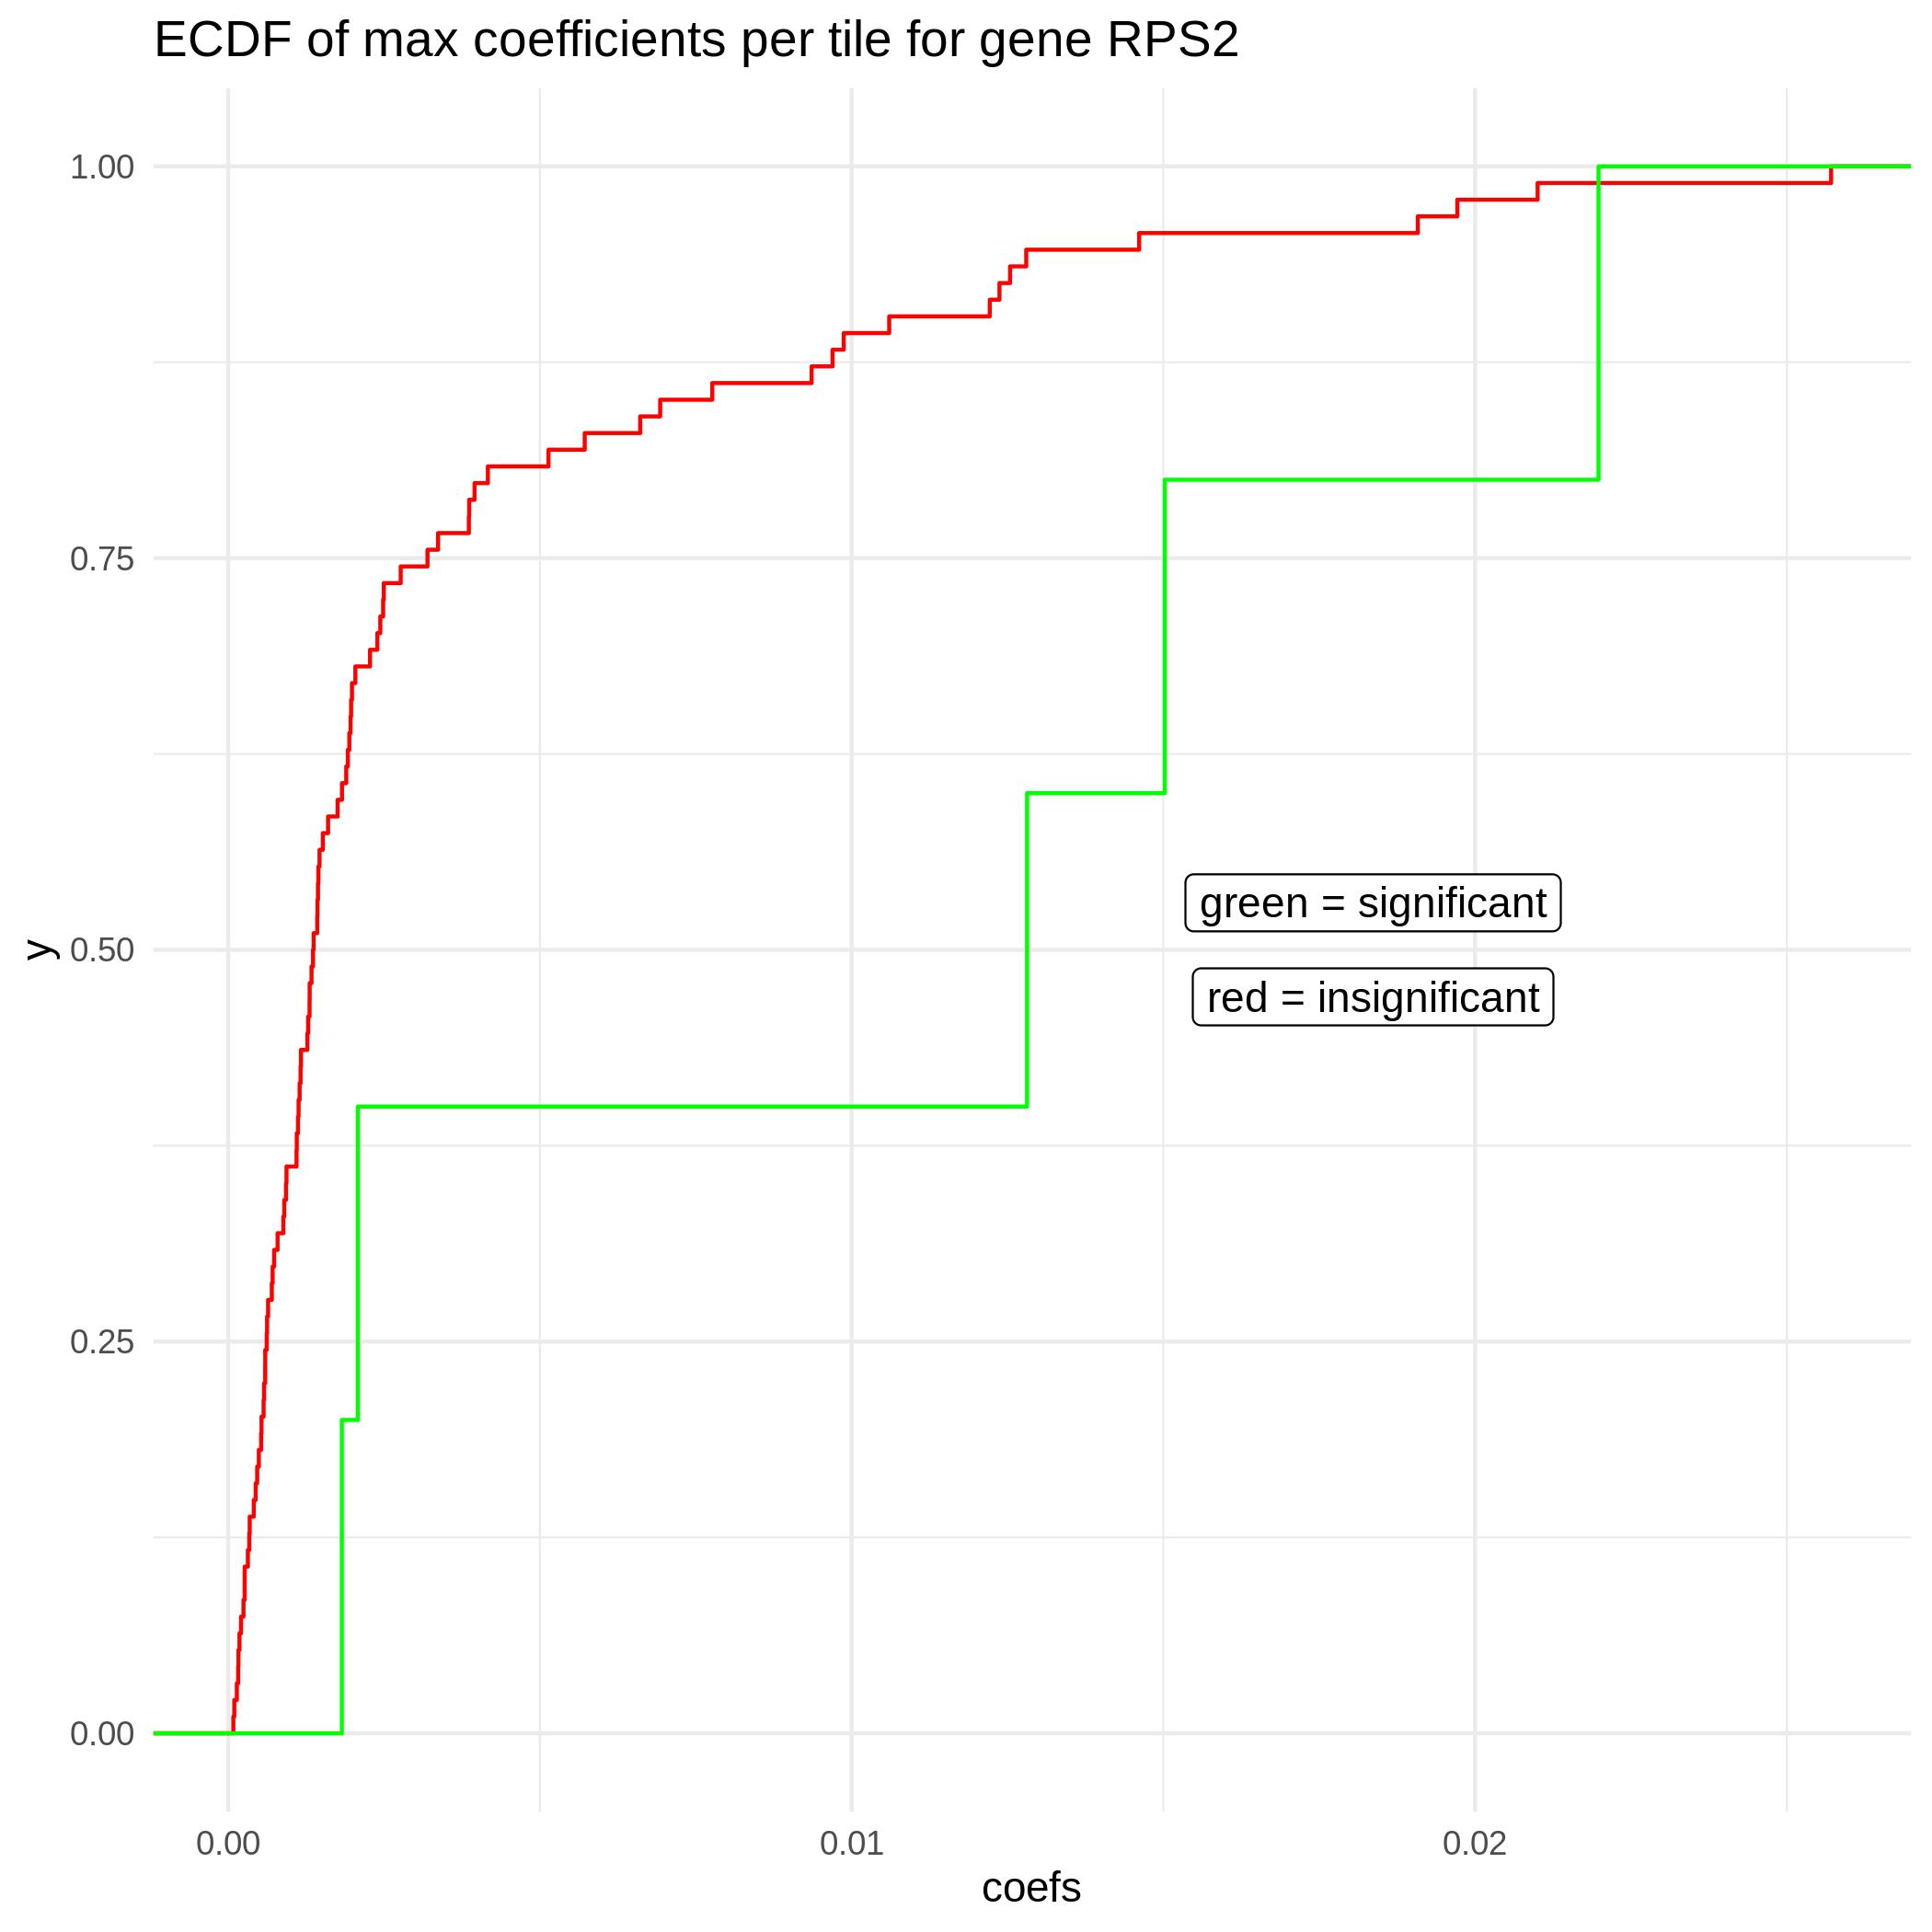 ECDF of max coefficients per tile for gene RPS2
1.00
0.75
y
0.50
0.25
0.00
green = significant
red = insignificant
0.00
0.01
0.02
coefs